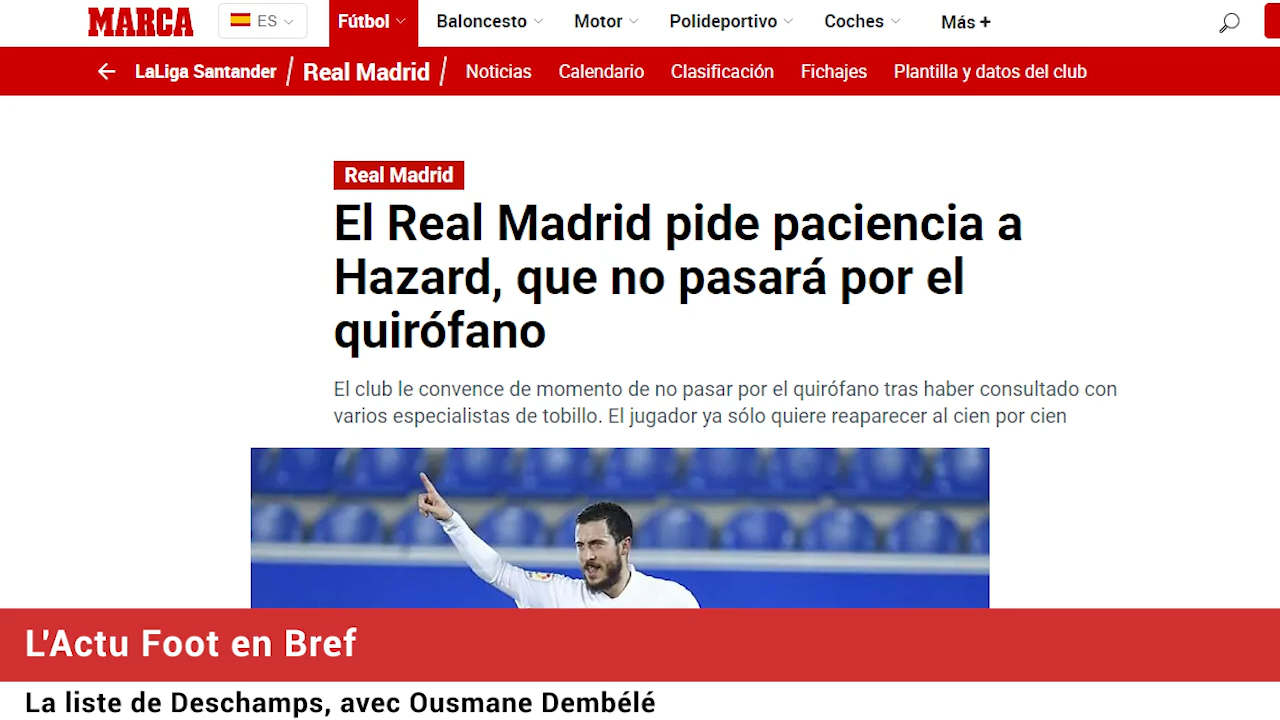 MARCA ES Fútbol Baloncesto Motor Polideportivo Coches Más +
LaLiga Santander / Real Madrid / Noticias Calendario Clasificación Fichajes Plantilla y datos del club
Real Madrid
El Real Madrid pide paciencia a
Hazard, que no pasará por el
quirófano
El club le convence de momento de no pasar por el quirófano tras haber consultado con
varios especialistas de tobillo. El jugador ya sólo quiere reaparecer al cien por cien
L'Actu Foot en Bref
La liste de Deschamps, avec Ousmane Dembélé